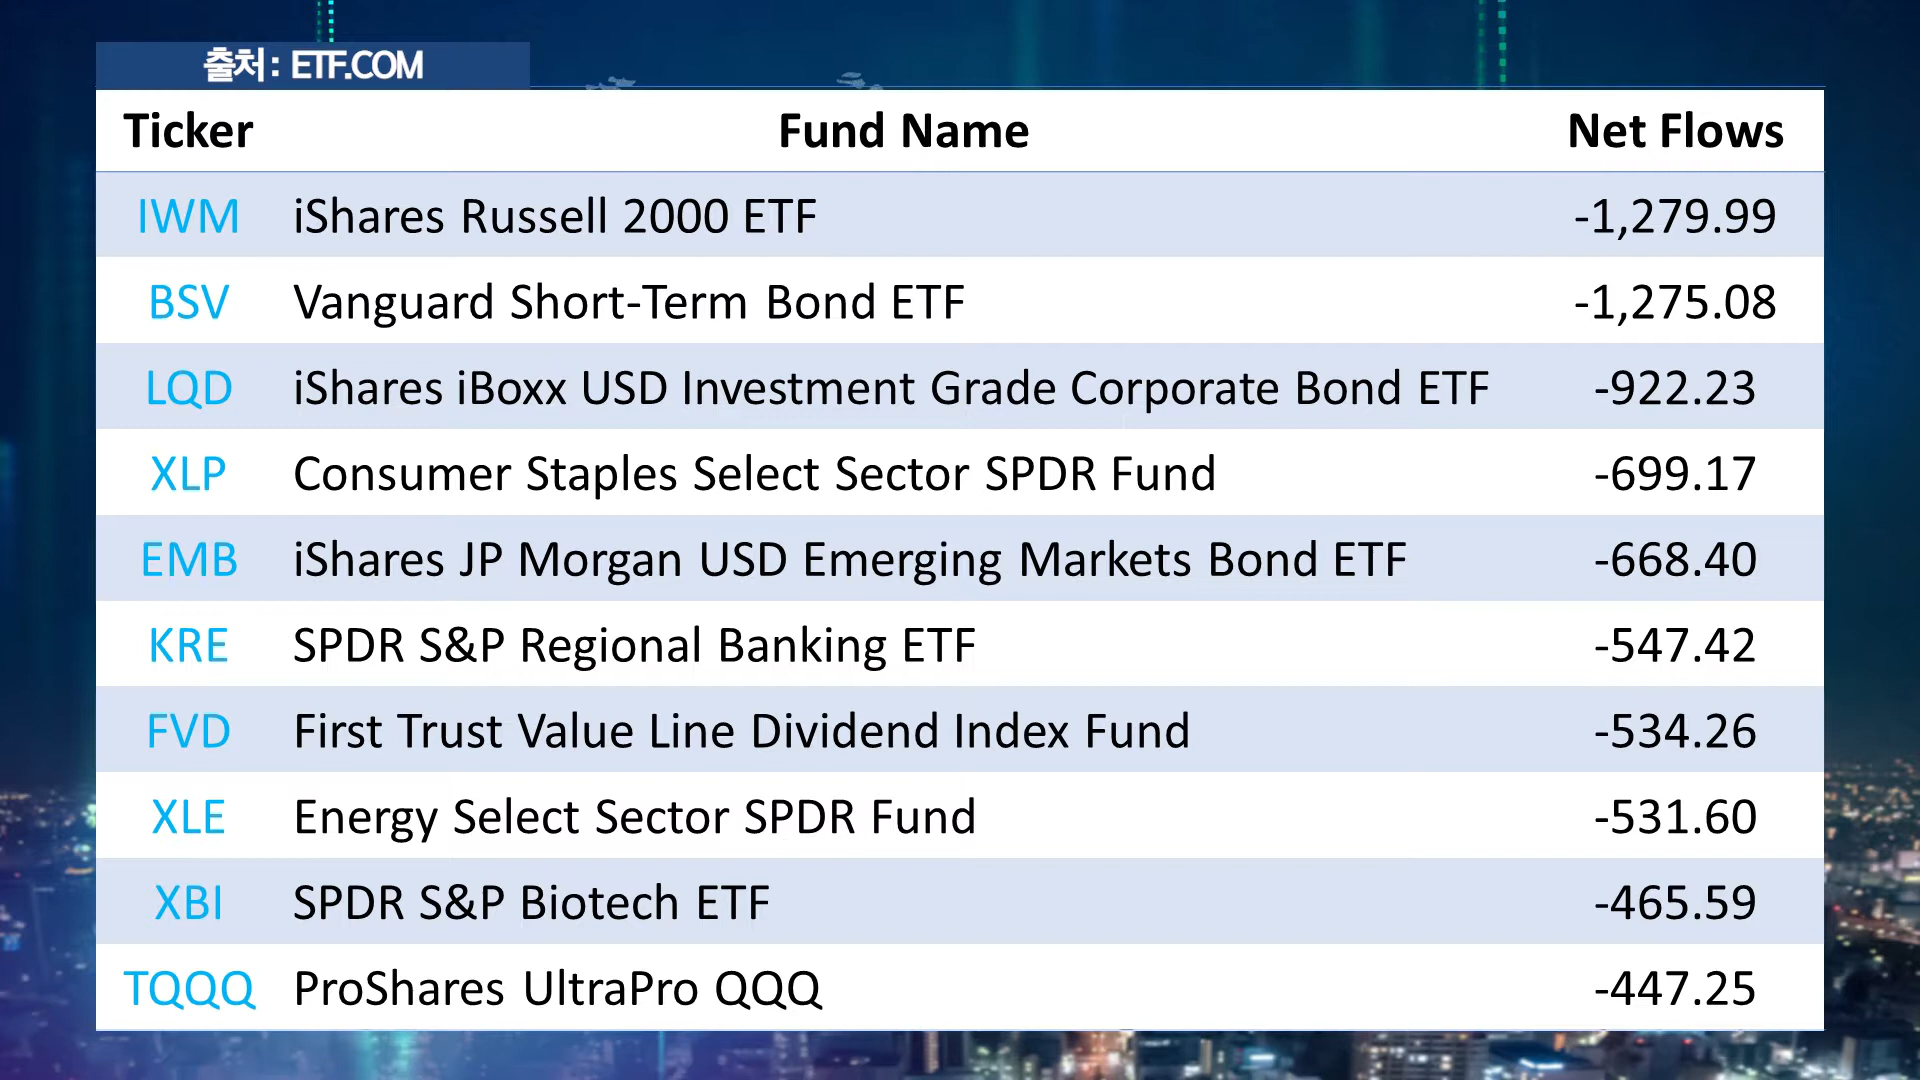 출처 : ETF.COM
Ticker Fund Name Net Flows
IWM iShares Russell 2000 ETF -1,279.99
BSV Vanguard Short-Term Bond ETF -1,275.08
LQD iShares iBoxx USD Investment Grade Corporate Bond ETF -922.23
XLP Consumer Staples Select Sector SPDR Fund -699.17
EMB iShares JP Morgan USD Emerging Markets Bond ETF -668.40
KRE SPDR S&P Regional Banking ETF -547.42
FVD First Trust Value Line Dividend Index Fund -534.26
XLE Energy Select Sector SPDR Fund -531.60
XBI SPDR S&P Biotech ETF -465.59
TQQQ ProShares UltraPro QQQ -447.25